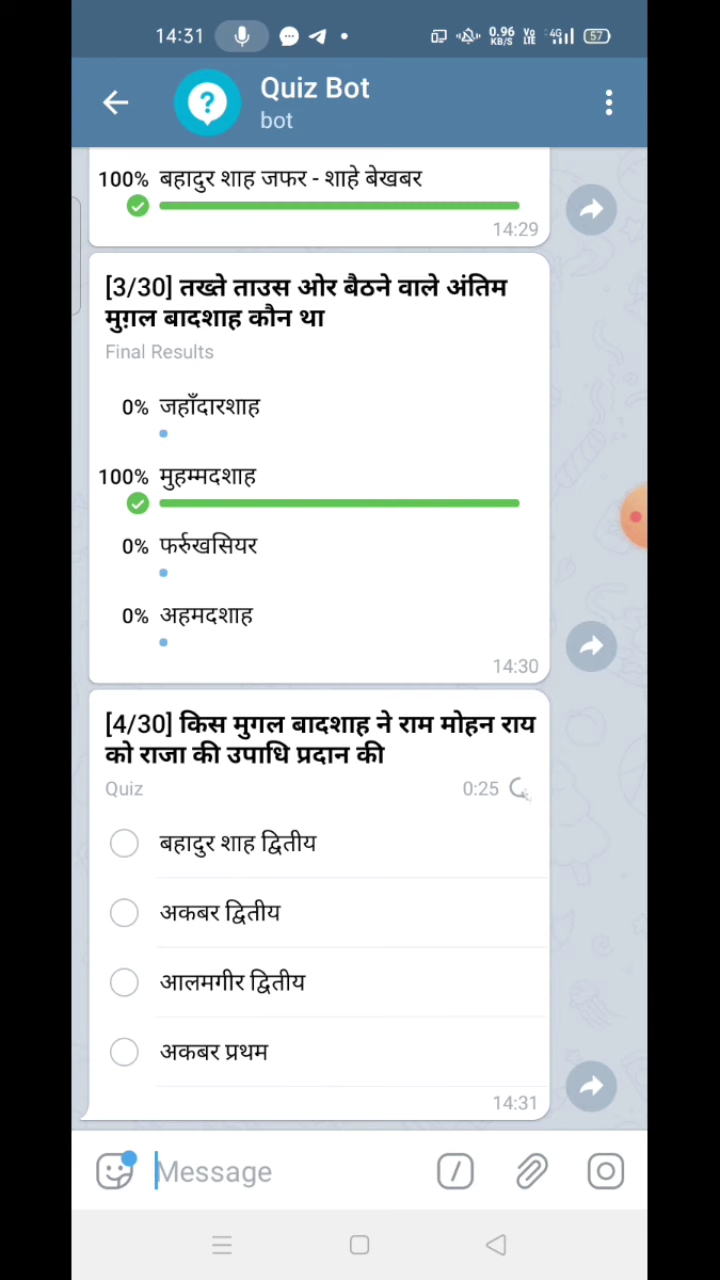 14:31
0.96 KB/S
Vo LTE
4G
57
Quiz Bot
bot
100% बहादुर शाह जफर - शाहे बेखबर
14:29
[3/30] तख्ते ताउस ओर बैठने वाले अंतिम
मुग़ल बादशाह कौन था
Final Results
0% जहाँदारशाह
100% मुहम्मदशाह
0% फर्रुखसियर
0% अहमदशाह
14:30
[4/30] किस मुगल बादशाह ने राम मोहन राय
को राजा की उपाधि प्रदान की
Quiz
0:25
बहादुर शाह द्वितीय
अकबर द्वितीय
आलमगीर द्वितीय
अकबर प्रथम
14:31
Message